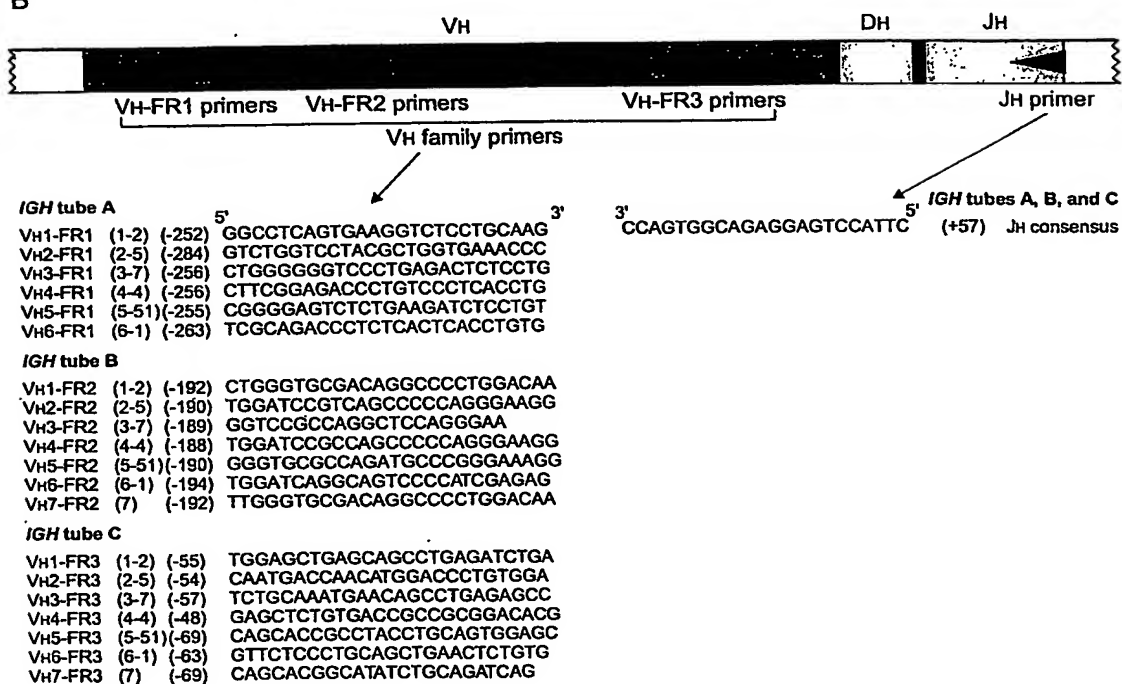 B
VH DH JH
VH-FR1 primers VH-FR2 primers VH-FR3 primers JH primer
VH family primers
IGH tube A
5' 3'
VH1-FR1 (1-2) (-252) GGCCTCAGTGAAGGTCTCCTGCAAG
VH2-FR1 (2-5) (-284) GTCTGGTCCTACGCTGGTGAAACCC
VH3-FR1 (3-7) (-256) CTGGGGGGTCCCTGAGACTCTCCTG
VH4-FR1 (4-4) (-256) CTTCGGAGACCCTGTCCCTCACCTG
VH5-FR1 (5-51)(-255) CGGGGAGTCTCTGAAGATCTCCTGT
VH6-FR1 (6-1) (-263) TCGCAGACCCTCTCACTCACCTGTG
3' 5' IGH tubes A, B, and C
CCAGTGGCAGAGGAGTCCATTC (+57) JH consensus
IGH tube B
VH1-FR2 (1-2) (-192) CTGGGTGCGACAGGCCCCTGGACAA
VH2-FR2 (2-5) (-190) TGGATCCGTCAGCCCCCAGGGAAGG
VH3-FR2 (3-7) (-189) GGTCCGCCAGGCTCCAGGGAA
VH4-FR2 (4-4) (-188) TGGATCCGCCAGCCCCCAGGGAAGG
VH5-FR2 (5-51)(-190) GGGTGCGCCAGATGCCCGGGAAAGG
VH6-FR2 (6-1) (-194) TGGATCAGGCAGTCCCCATCGAGAG
VH7-FR2 (7) (-192) TTGGGTGCGACAGGCCCCTGGACAA
IGH tube C
VH1-FR3 (1-2) (-55) TGGAGCTGAGCAGCCTGAGATCTGA
VH2-FR3 (2-5) (-54) CAATGACCAACATGGACCCTGTGGA
VH3-FR3 (3-7) (-57) TCTGCAAATGAACAGCCTGAGAGCC
VH4-FR3 (4-4) (-48) GAGCTCTGTGACCGCCGCGGACACG
VH5-FR3 (5-51)(-69) CAGCACCGCCTACCTGCAGTGGAGC
VH6-FR3 (6-1) (-63) GTTCTCCCTGCAGCTGAACTCTGTG
VH7-FR3 (7) (-69) CAGCACGGCATATCTGCAGATCAG